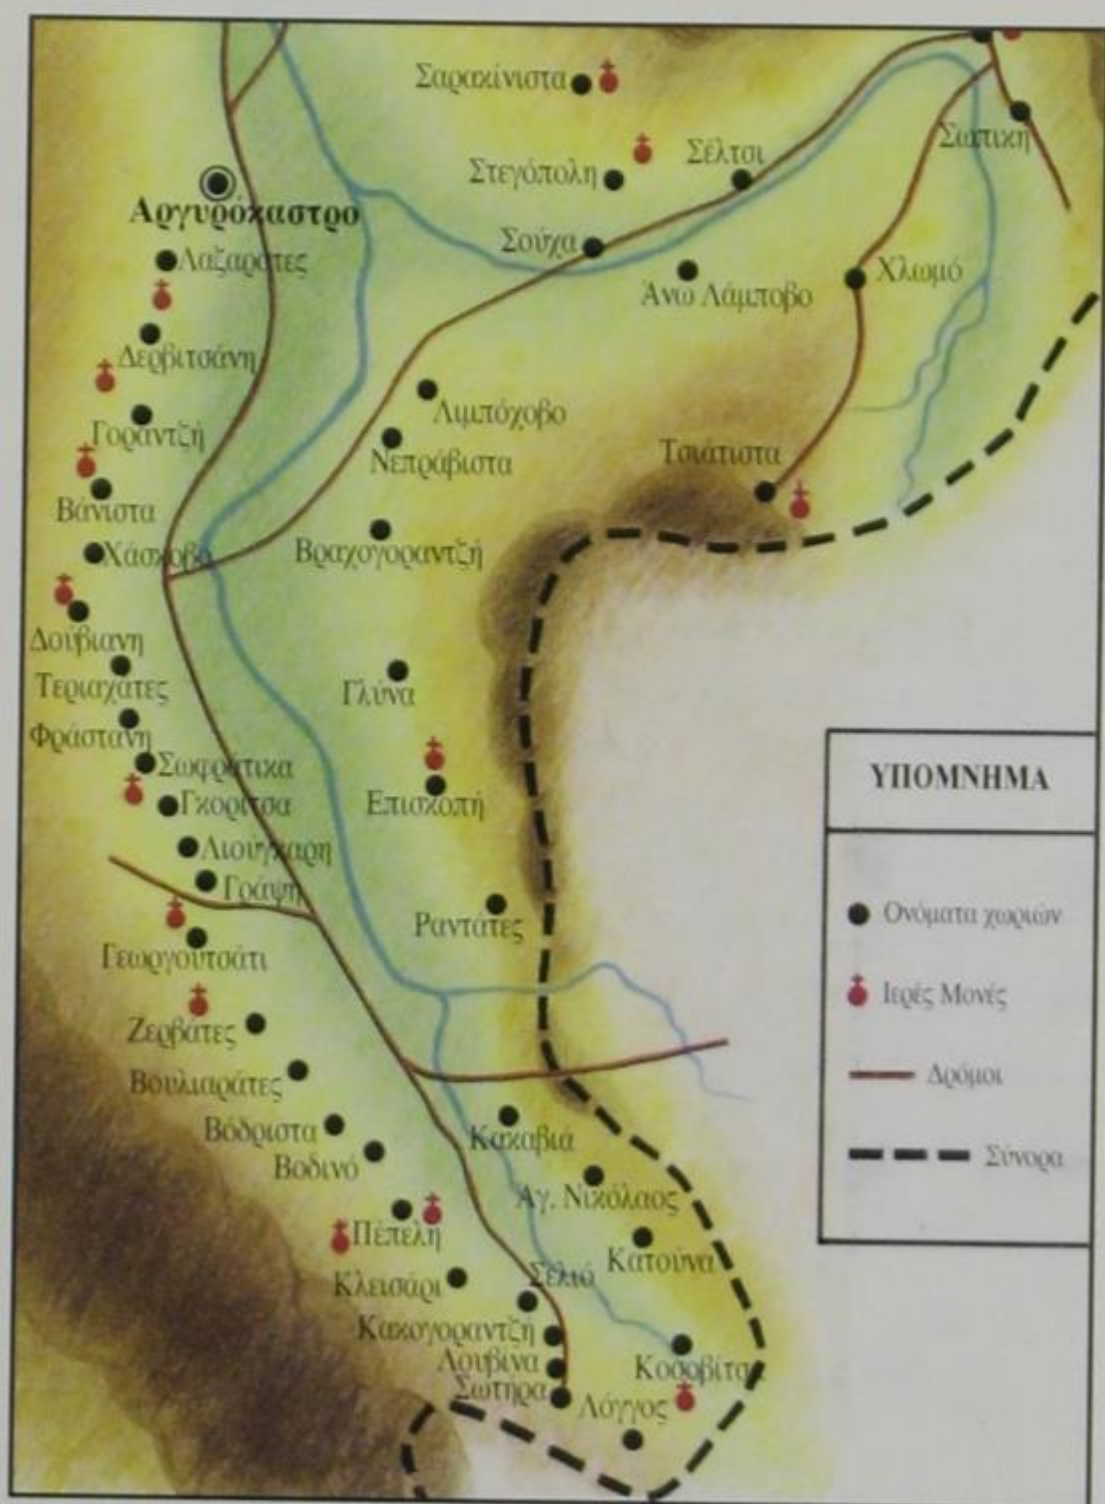 Σαρακίνιστα
Σωπική
Σέλτσι
Στεγόπολη
Αργυρόκαστρο
Σούχα
Λαζαράτες
Χλωμό
Άνω Λάμποβο
Δερβιτσάνη
Λιμπόχοβο
Γοραντζή
Τσιάτιστα
Νεπράβιστα
Βάνιστα
Χάσκοβο
Βραχογοραντζή
Δούβιανη
Τεριαχάτες
Γλύνα
Φράστανη
Σωφράτικα
ΥΠΟΜΝΗΜΑ
Γκορίτσα
Επισκοπή
Λιούγκαρη
Γράψη
Ονόματα χωριών
Ραντάτες
Γεωργουτσάτι
Ιερές Μονές
Ζερβάτες
Δρόμοι
Βουλιαράτες
Βόδριστα
Κακαβιά
Σύνορα
Βοδινό
Αγ. Νικόλαος
Πέπελη
Κατούνα
Κλεισάρι
Σελιό
Κακογοραντζή
Λουβίνα
Κοσοβίτσα
Σωτήρα
Λόγγος